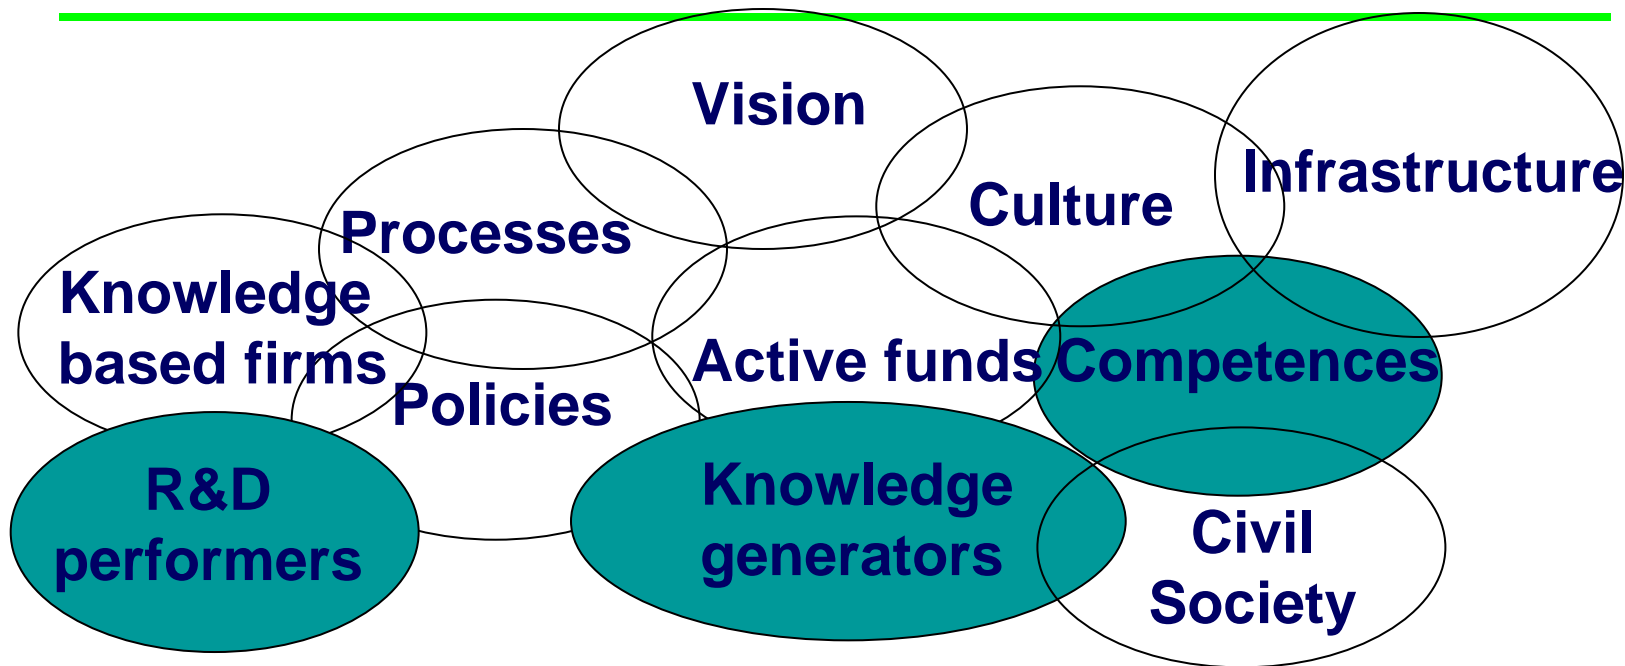 Vision
Infrastructure
Culture
Processes
Knowledge
based firms
Active funds
Competences
Policies
R&D
performers
Knowledge
generators
Civil
Society